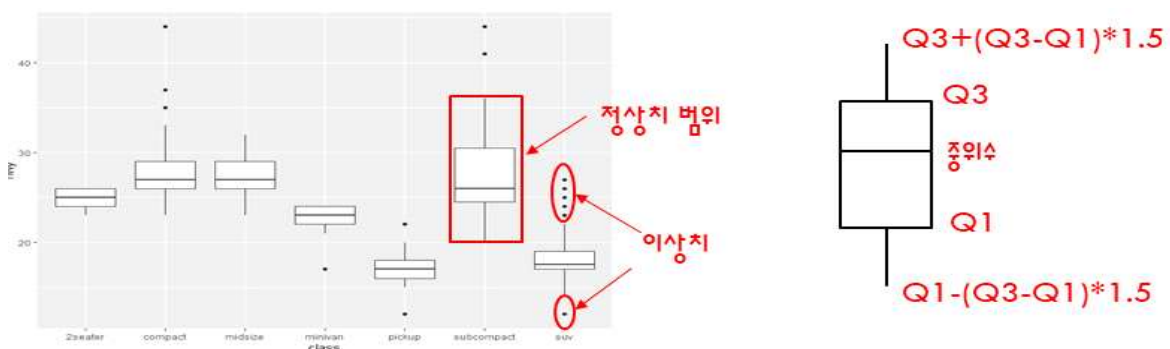 40
30
20
hwy
2seater
compact
midsize
minivan
pickup
subcompact
suv
class
정상치 범위
이상치
Q3+(Q3-Q1)*1.5
Q3
중위수
Q1
Q1-(Q3-Q1)*1.5